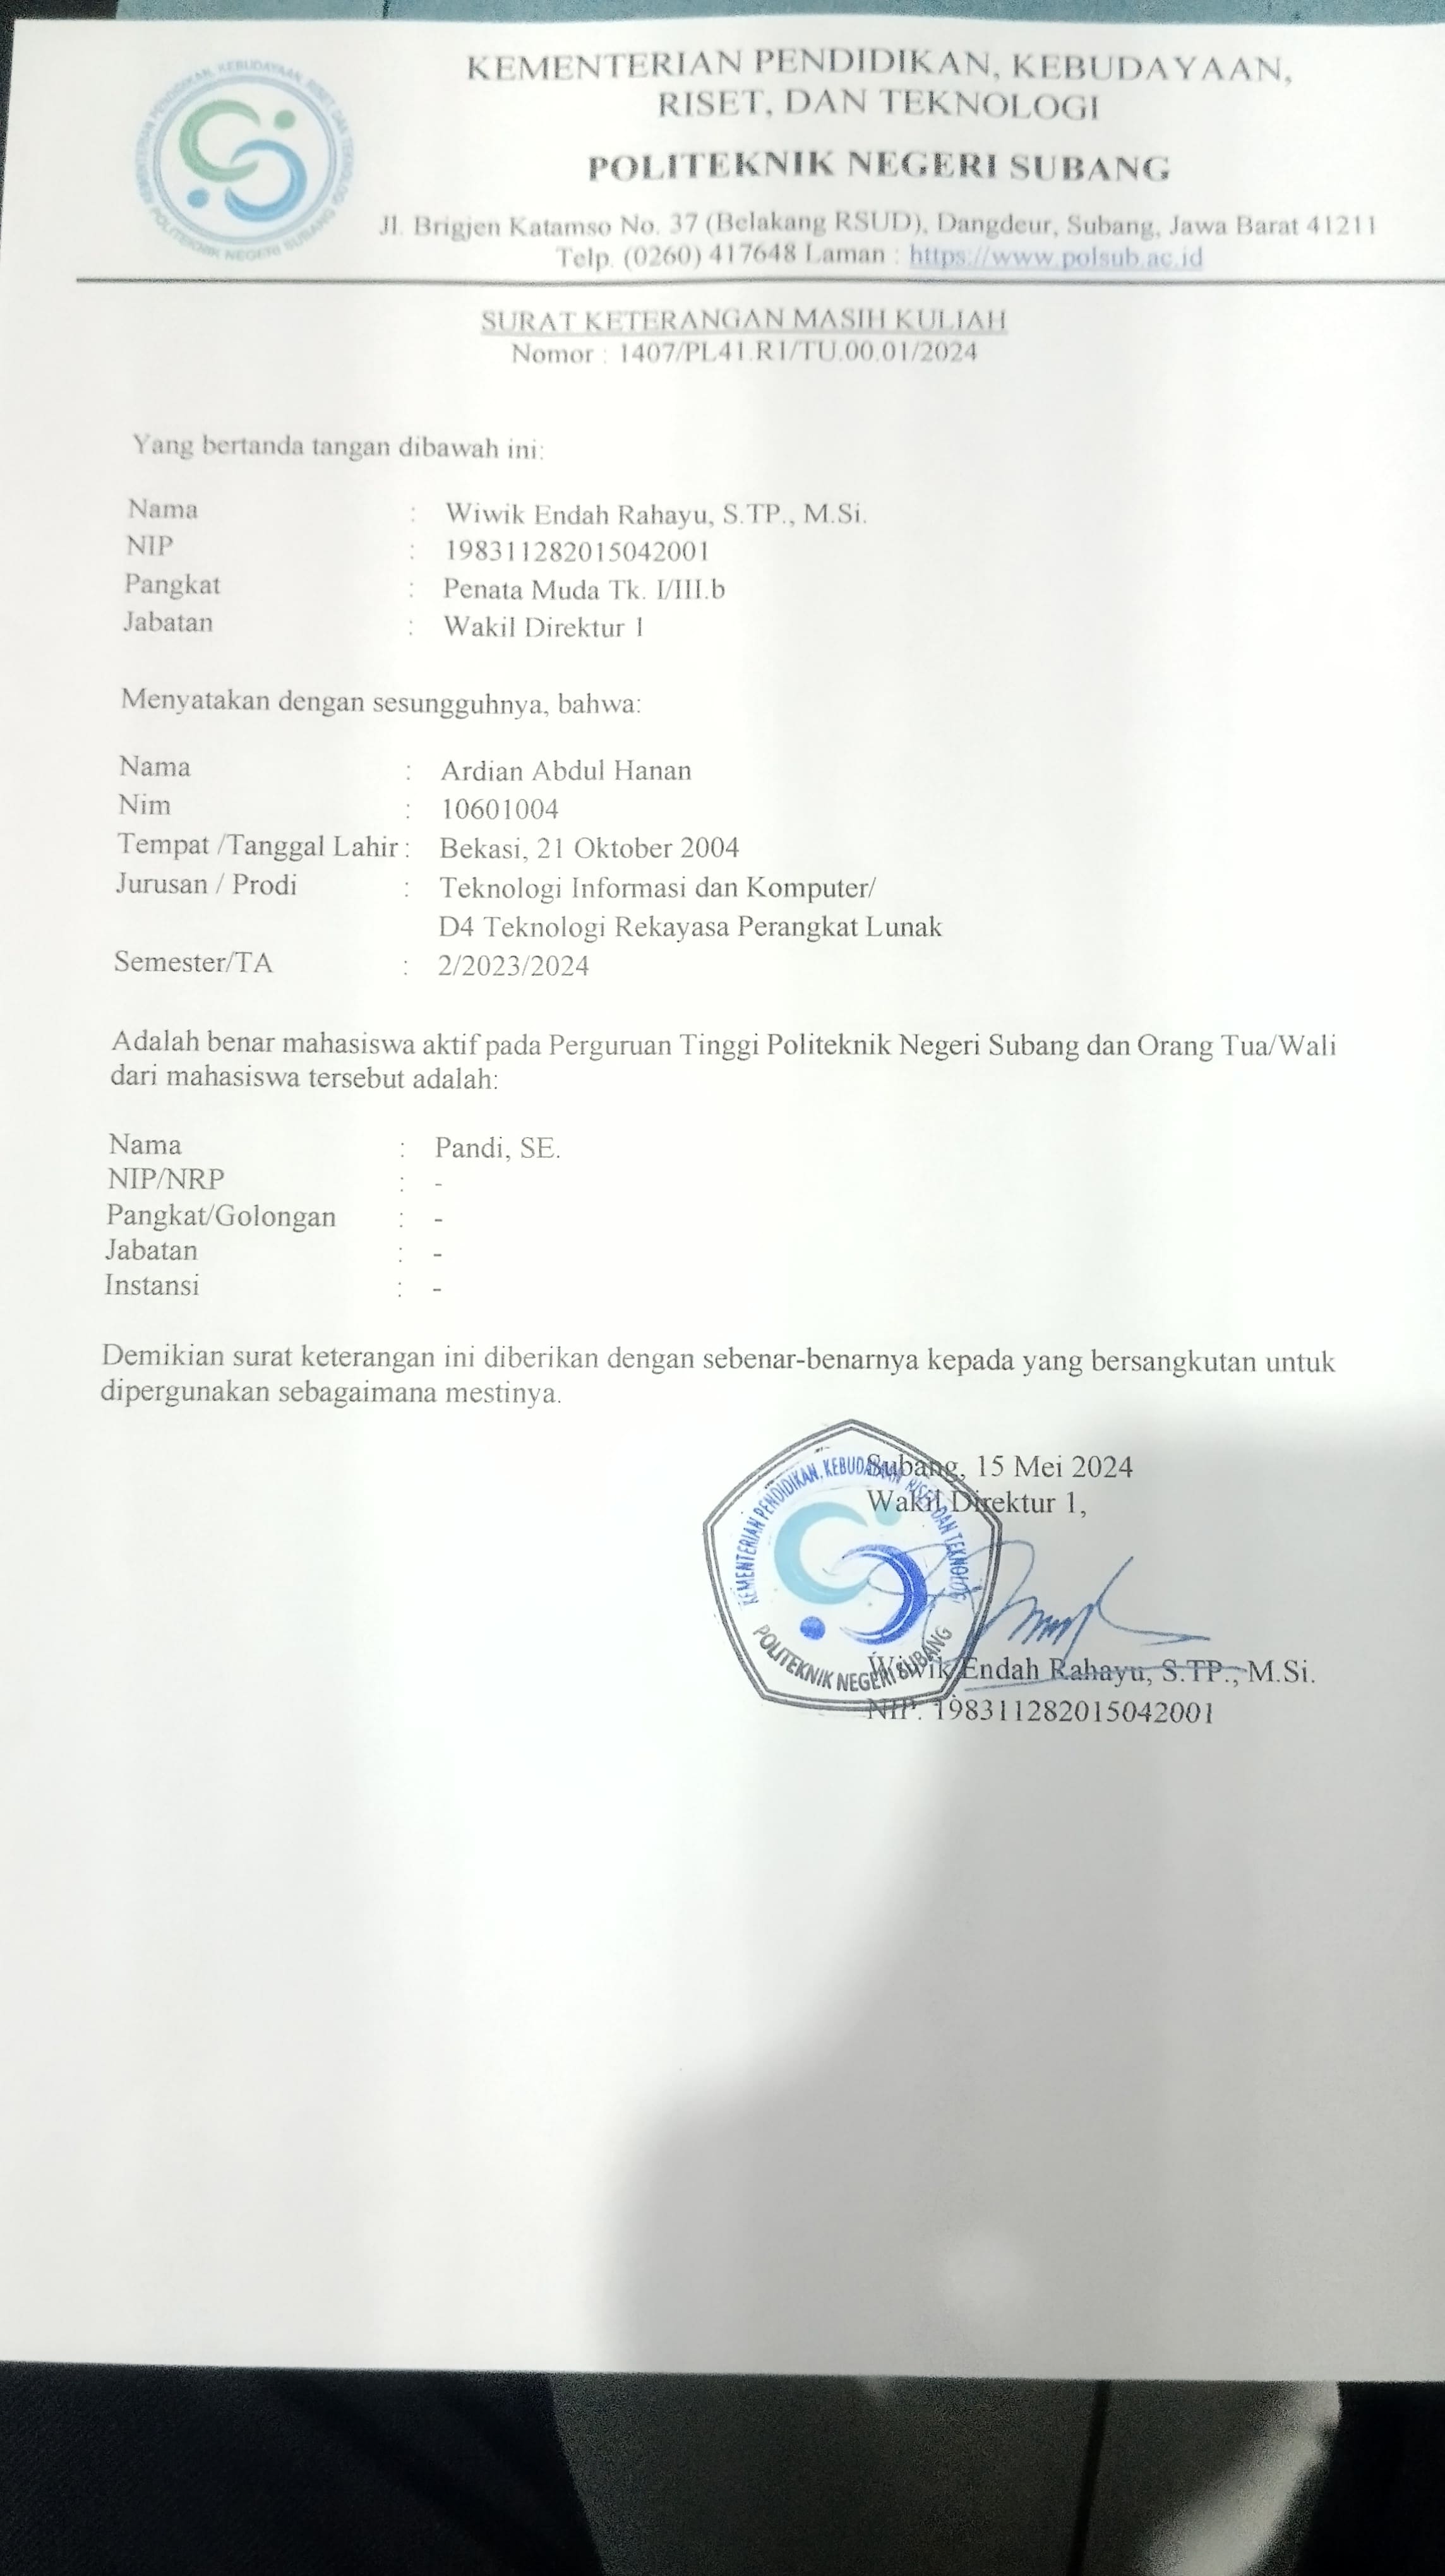 KEMENTERIAN PENDIDIKAN, KEBUDAYAAN,
RISET, DAN TEKNOLOGI
POLITEKNIK NEGERI SUBANG
Jl. Brigjen Katamso No. 37 (Belakang RSUD), Dangdeur, Subang, Jawa Barat 41211
Telp. (0260) 417648 Laman : https://www.polsub.ac.id
KEMENTERIAN PENDIDIKAN, KEBUDAYAAN, RISET, DAN TEKNOLOGI
POLITEKNIK NEGERI SUBANG
SURAT KETERANGAN MASIH KULIAH
Nomor : 1407/PL41.R1/TU.00.01/2024
Yang bertanda tangan dibawah ini:
Nama : Wiwik Endah Rahayu, S.TP., M.Si.
NIP : 198311282015042001
Pangkat : Penata Muda Tk. I/III.b
Jabatan : Wakil Direktur 1
Menyatakan dengan sesungguhnya, bahwa:
Nama : Ardian Abdul Hanan
Nim : 10601004
Tempat /Tanggal Lahir : Bekasi, 21 Oktober 2004
Jurusan / Prodi : Teknologi Informasi dan Komputer/
D4 Teknologi Rekayasa Perangkat Lunak
Semester/TA : 2/2023/2024
Adalah benar mahasiswa aktif pada Perguruan Tinggi Politeknik Negeri Subang dan Orang Tua/Wali
dari mahasiswa tersebut adalah:
Nama : Pandi, SE.
NIP/NRP : -
Pangkat/Golongan : -
Jabatan : -
Instansi : -
Demikian surat keterangan ini diberikan dengan sebenar-benarnya kepada yang bersangkutan untuk
dipergunakan sebagaimana mestinya.
Subang, 15 Mei 2024
Wakil Direktur 1,
KEMENTERIAN PENDIDIKAN, KEBUDAYAAN RISET, DAN TEKNOLOGI
POLITEKNIK NEGERI SUBANG
Wiwik Endah Rahayu, S.TP., M.Si.
NIP. 198311282015042001